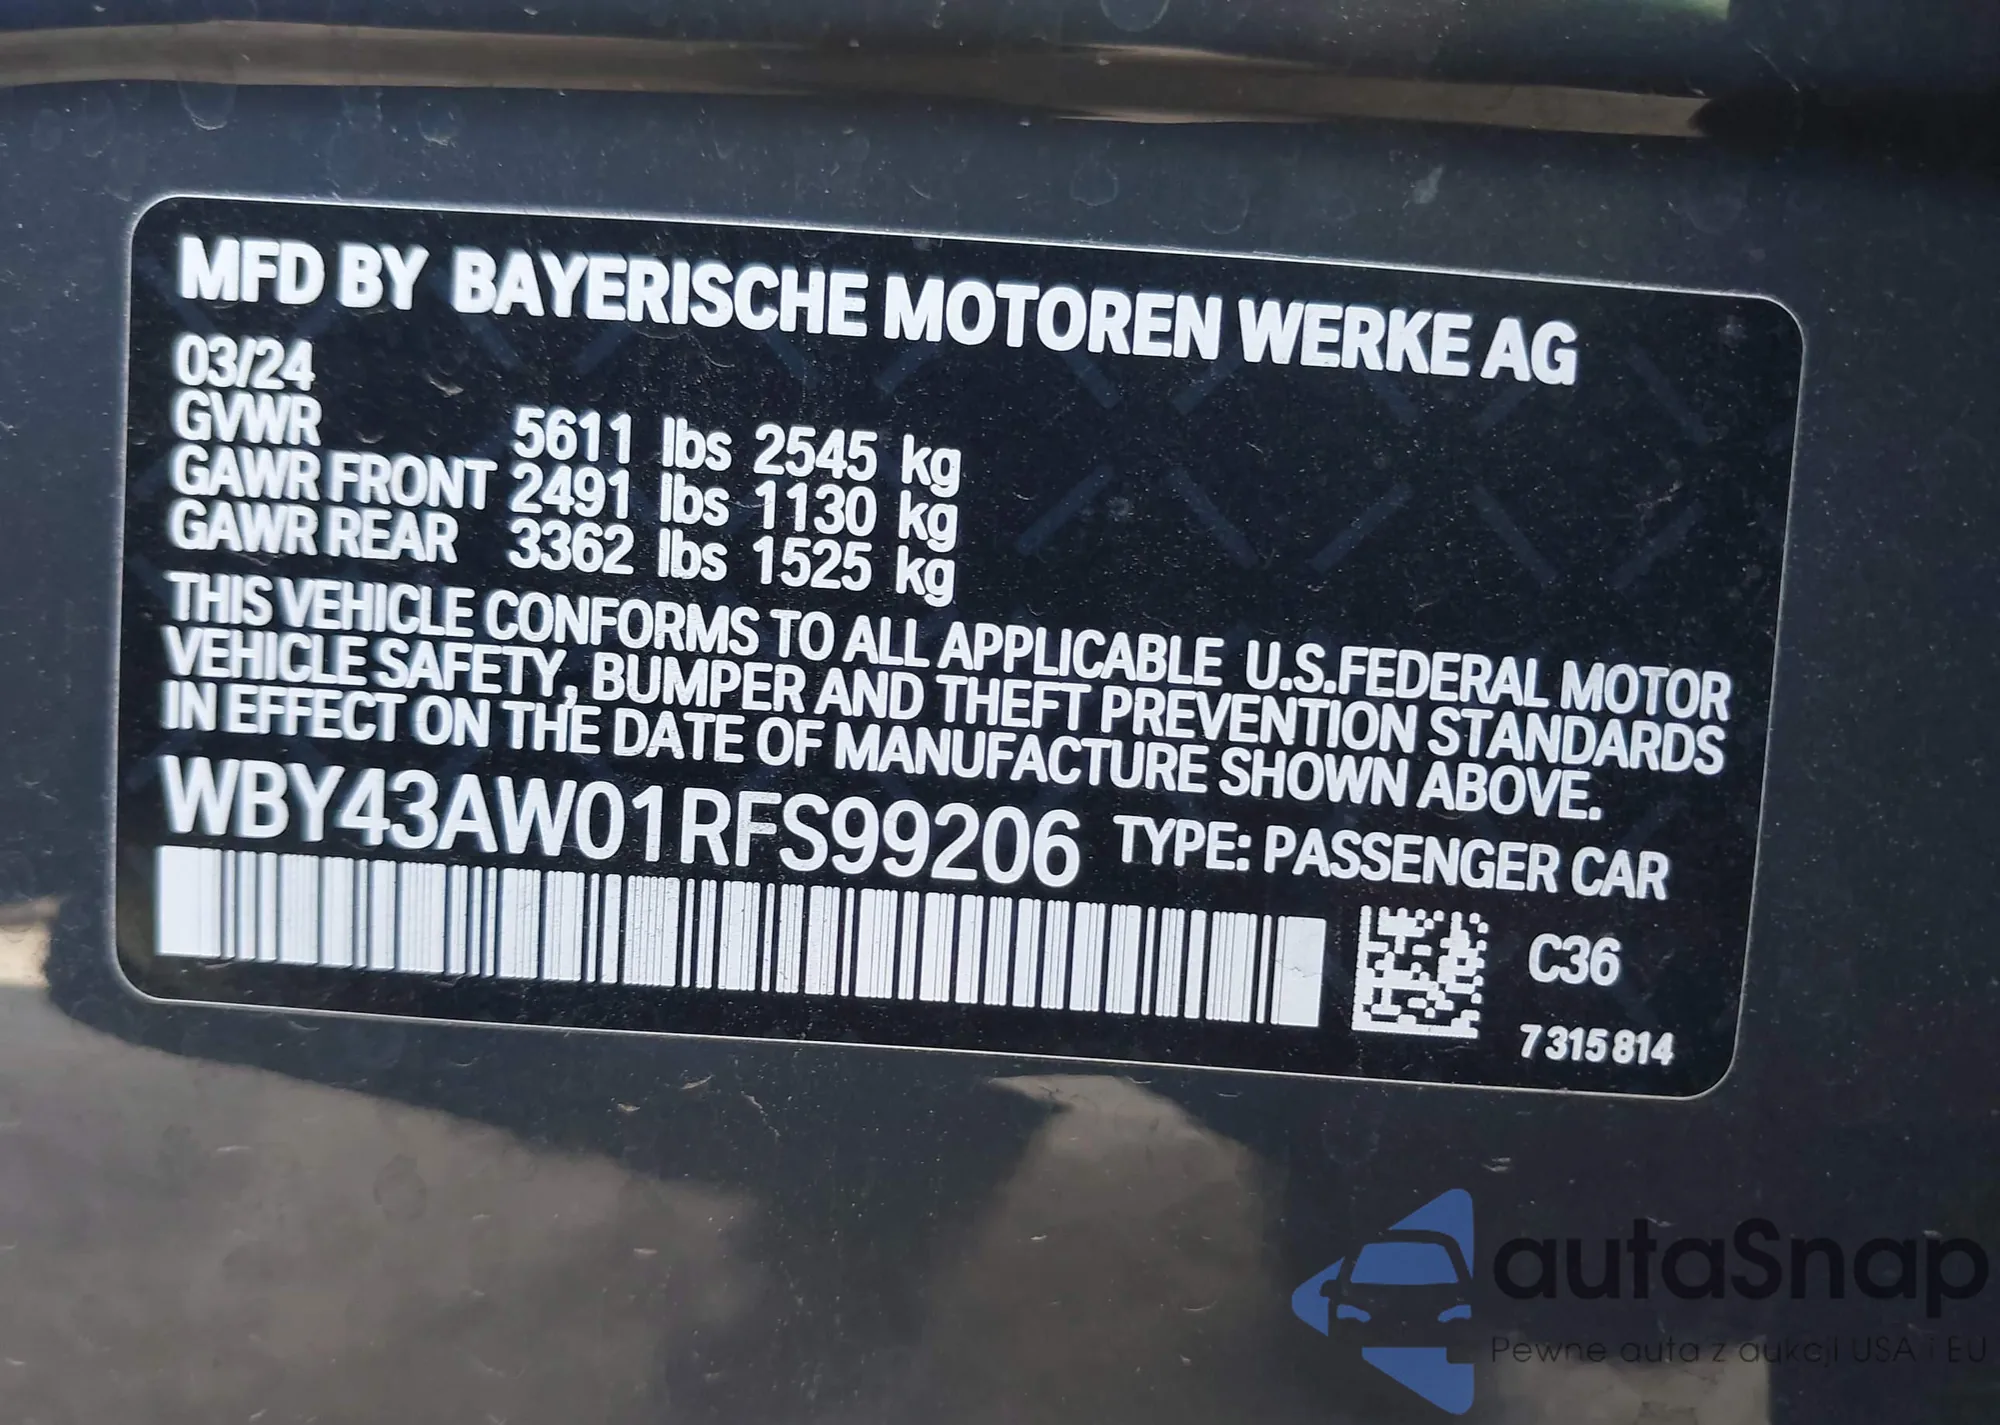 MFD BY BAYERISCHE MOTOREN WERKE AG
03/24
GVWR 5611 lbs 2545 kg
GAWR FRONT 2491 lbs 1130 kg
GAWR REAR 3362 lbs 1525 kg
THIS VEHICLE CONFORMS TO ALL APPLICABLE U.S.FEDERAL MOTOR
VEHICLE SAFETY, BUMPER AND THEFT PREVENTION STANDARDS
IN EFFECT ON THE DATE OF MANUFACTURE SHOWN ABOVE.
WBY43AW01RFS99206 TYPE: PASSENGER CAR
C36
7 315 814
autaSnap
Pewne auta z aukcji USA i EU